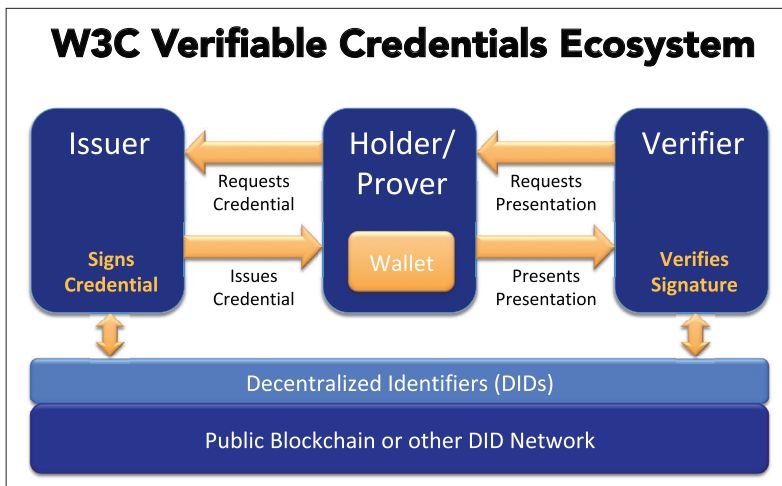 W3C Verifiable Credentials Ecosystem
Issuer
Signs
Credential
Requests
Credential
Issues
Credential
Holder/
Prover
Wallet
Requests
Presentation
Presents
Presentation
Verifier
Verifies
Signature
Decentralized Identifiers (DIDs)
Public Blockchain or other DID Network